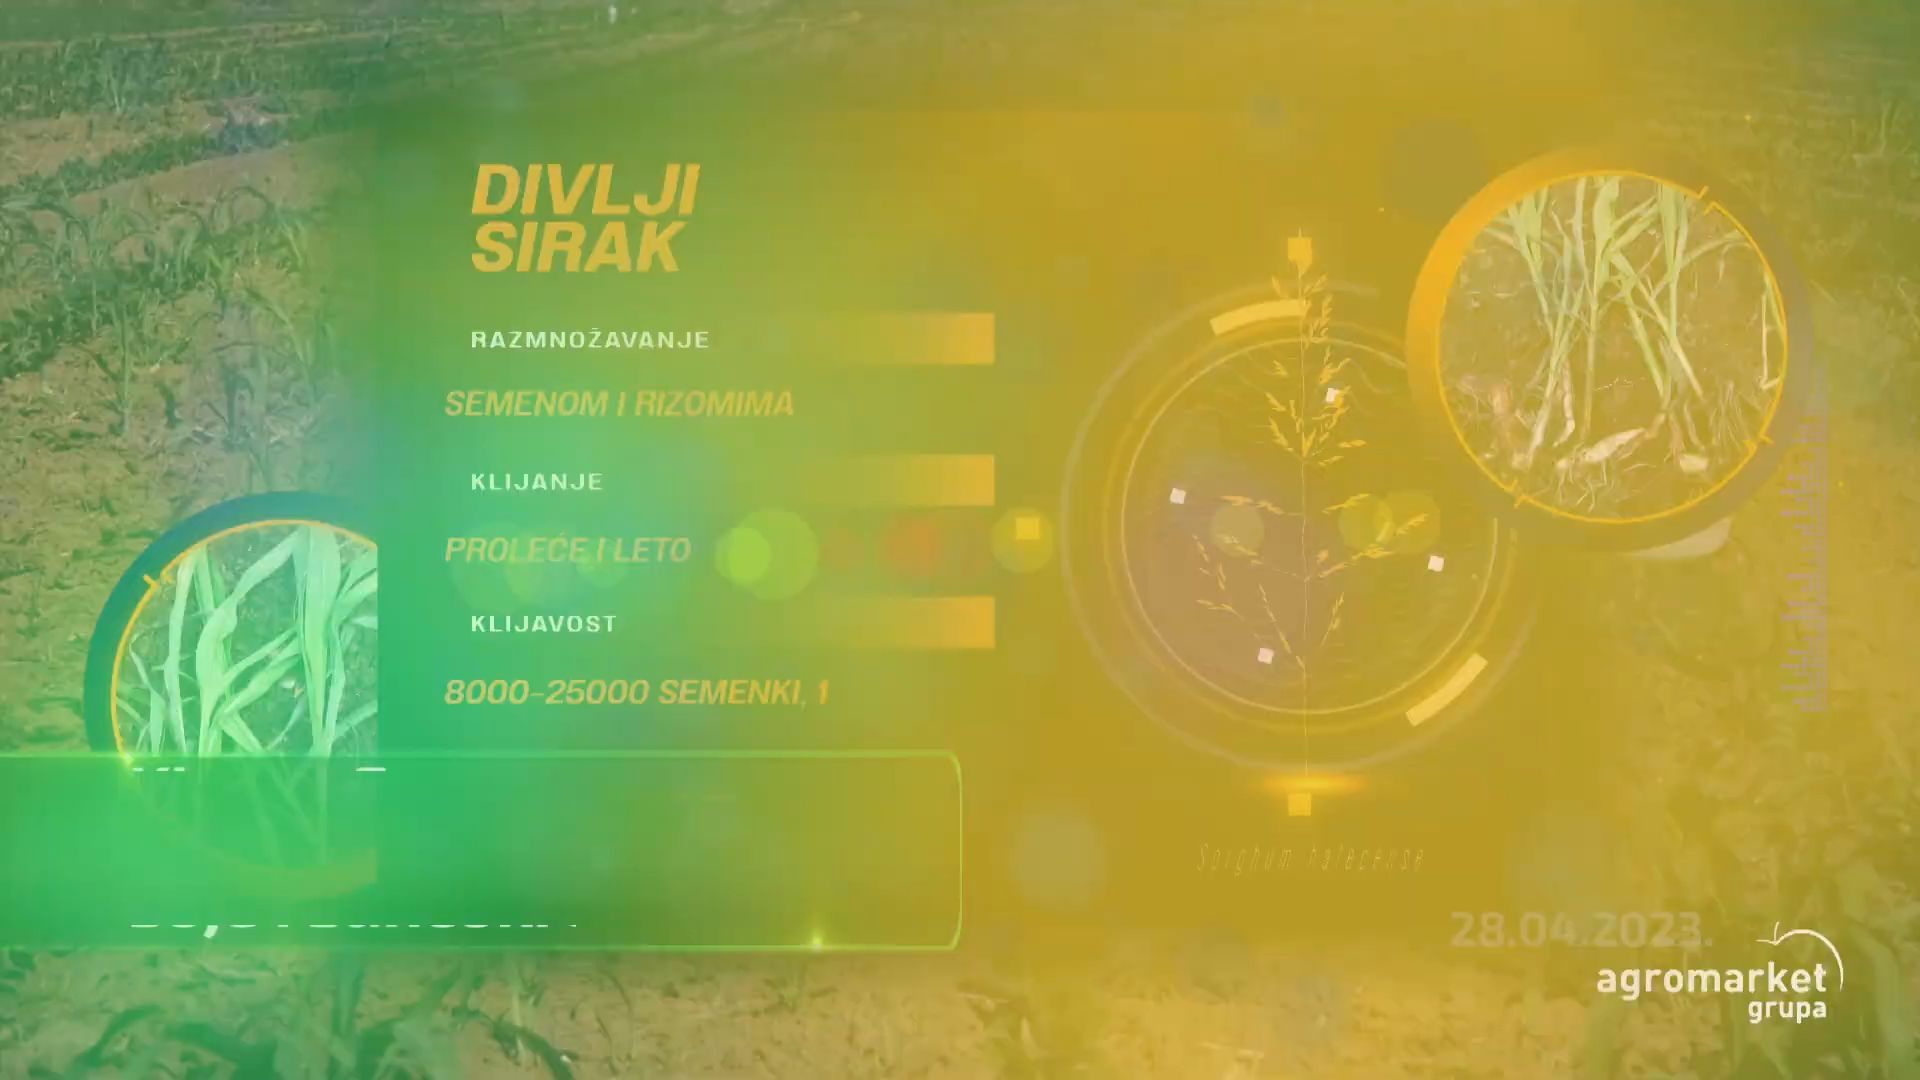 DIVLJI
SIRAK
RAZMNOŽAVANJE
SEMENOM I RIZOMIMA
KLIJANJE
PROLEĆE I LETO
KLIJAVOST
8000-25000 SEMENKI, 1
Sorghum halepense
28.04.2023.
agromarket
grupa